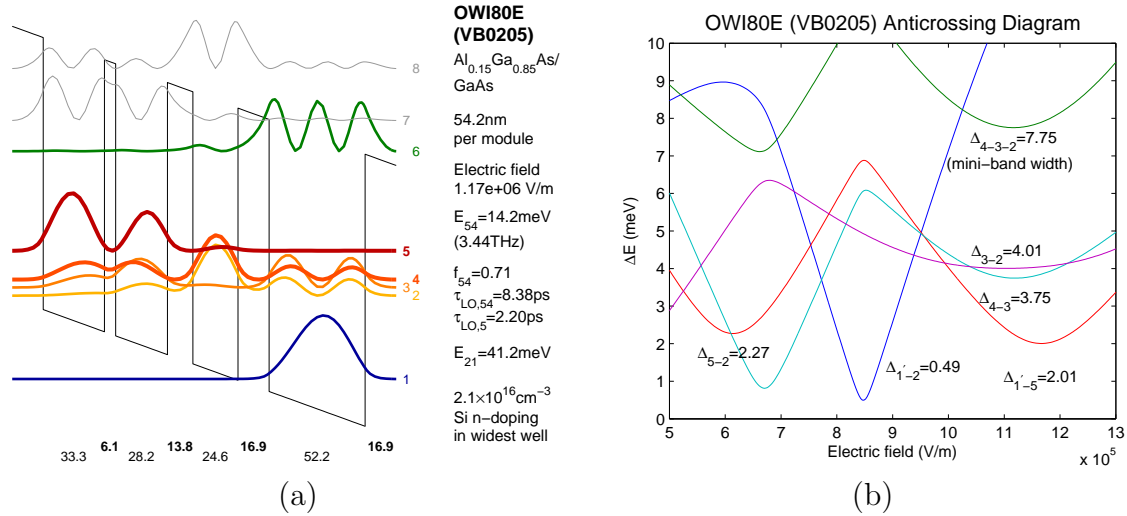 8
7
6
5
4
3
2
1
33.3
6.1
28.2
13.8
24.6
16.9
52.2
16.9
OWI80E
(VB0205)
Al0.15Ga0.85As/
GaAs
54.2nm
per module
Electric field
1.17e+06 V/m
E54=14.2meV
(3.44THz)
f54=0.71
τLO,54=8.38ps
τLO,5=2.20ps
E21=41.2meV
2.1×10^16cm^−3
Si n−doping
in widest well
(a)
OWI80E (VB0205) Anticrossing Diagram
ΔE (meV)
10
9
8
7
6
5
4
3
2
1
0
Δ4−3−2=7.75
(mini−band width)
Δ3−2=4.01
Δ4−3=3.75
Δ5−2=2.27
Δ1′−2=0.49
Δ1′−5=2.01
5 6 7 8 9 10 11 12 13
Electric field (V/m)
x 10^5
(b)